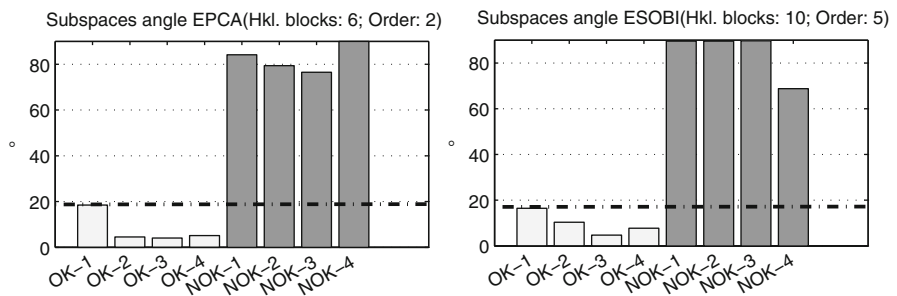 Subspaces angle EPCA(Hkl. blocks: 6; Order: 2)
80
60
40
20
0
°
OK−1
OK−2
OK−3
OK−4
NOK−1
NOK−2
NOK−3
NOK−4
Subspaces angle ESOBI(Hkl. blocks: 10; Order: 5)
80
60
40
20
0
°
OK−1
OK−2
OK−3
OK−4
NOK−1
NOK−2
NOK−3
NOK−4